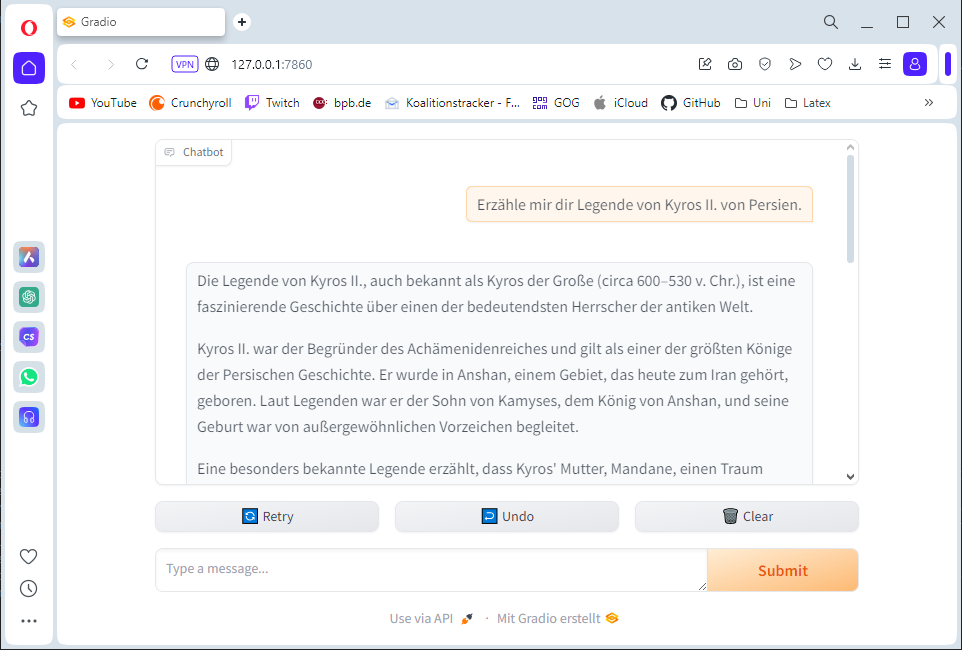 Gradio
VPN
127.0.0.1:7860
YouTube
Crunchyroll
Twitch
bpb.de
Koalitionstracker - F...
GOG.COM
GOG
iCloud
GitHub
Uni
Latex
CS
Chatbot
Erzähle mir dir Legende von Kyros II. von Persien.
Die Legende von Kyros II., auch bekannt als Kyros der Große (circa 600–530 v. Chr.), ist eine
faszinierende Geschichte über einen der bedeutendsten Herrscher der antiken Welt.
Kyros II. war der Begründer des Achämenidenreiches und gilt als einer der größten Könige
der Persischen Geschichte. Er wurde in Anshan, einem Gebiet, das heute zum Iran gehört,
geboren. Laut Legenden war er der Sohn von Kamyses, dem König von Anshan, und seine
Geburt war von außergewöhnlichen Vorzeichen begleitet.
Eine besonders bekannte Legende erzählt, dass Kyros' Mutter, Mandane, einen Traum
Retry
Undo
Clear
Type a message...
Submit
Use via API
·
Mit Gradio erstellt